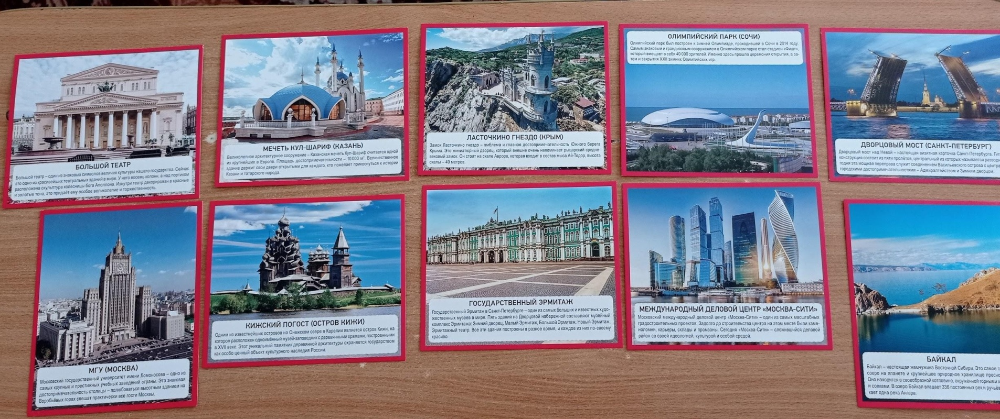 БОЛЬШОЙ ТЕАТР
Большой театр – один из знаковых символов величия культуры нашего государства. Сейчас
это одно из красивейших театральных зданий в мире. У него восемь колонн, а над портиком
расположена скульптура колесницы бога Аполлона. Изнутри театр декорирован в красные
и золотые тона, это придаёт ему особое великолепие и торжественность.
МЕЧЕТЬ КУЛ-ШАРИФ (КАЗАНЬ)
Великолепное архитектурное сооружение – Казанская мечеть Кул-Шариф считается одной
из крупнейших в Европе. Площадь достопримечательности – 10 000 м². Величественное
здание держит свои двери открытыми для каждого, кто пожелает прикоснуться к истории
Казани и татарского народа.
ЛАСТОЧКИНО ГНЕЗДО (КРЫМ)
Замок Ласточкино гнездо – эмблема и главная достопримечательность Южного берега
Крыма. Это миниатюрный дворец, который внешне очень напоминает рыцарский средне-
вековый замок. Он стоит на скале Аврора, которая входит в состав мыса Ай-Тодор, высота
скалы – 40 метров.
ОЛИМПИЙСКИЙ ПАРК (СОЧИ)
Олимпийский парк был построен к зимней Олимпиаде, проходившей в Сочи в 2014 году.
Самым знаковым и грандиозным сооружением в Олимпийском парке стал стадион «Фишт»,
который вмещает в себя 40 000 зрителей. Именно здесь прошла церемония открытия, а за-
тем и закрытия XXII зимних Олимпийских игр.
ДВОРЦОВЫЙ МОСТ (САНКТ-ПЕТЕРБУРГ)
Дворцовый мост над Невой – настоящая визитная карточка Санкт-Петербурга.
конструкция состоит из пяти пролётов, центральный из которых называется
годня эта мощная переправа служит соединением Васильевского острова с
городскими достопримечательностями – Адмиралтейством и Зимним дворцом.
МГУ (МОСКВА)
Московский государственный университет имени Ломоносова – одно из
самых крупных и престижных учебных заведений страны. Это знаковая
достопримечательность столицы – полюбоваться высотным зданием на
Воробьёвых горах спешат практически все гости Москвы.
КИЖСКИЙ ПОГОСТ (ОСТРОВ КИЖИ)
Одним из известнейших островов на Онежском озере в Карелии является остров Кижи, на
котором расположен одноимённый музей-заповедник с деревянными храмами, построенными
в XVII веке. Этот уникальный памятник деревянной архитектуры охраняется государством
как особо ценный объект культурного наследия России.
ГОСУДАРСТВЕННЫЙ ЭРМИТАЖ
Государственный Эрмитаж в Санкт-Петербурге – один из самых больших и известных худо-
жественных музеев в мире. Пять зданий на Дворцовой набережной составляют музейный
комплекс Эрмитажа: Зимний дворец, Малый Эрмитаж, Большой Эрмитаж, Новый Эрмитаж,
Эрмитажный театр. Все эти здания построены в разное время, и каждое из них по-своему
красиво.
МЕЖДУНАРОДНЫЙ ДЕЛОВОЙ ЦЕНТР «МОСКВА-СИТИ»
Московский международный деловой центр «Москва-Сити» – один из самых масштабных
градостроительных проектов. Задолго до строительства центра на этом месте были каме-
ноломни, карьеры, склады и промзоны. Сегодня «Москва-Сити» – сложившийся деловой
район со своей идеологией, культурой и особой средой.
БАЙКАЛ
Байкал – настоящая жемчужина Восточной Сибири. Это самое
озеро на планете и крупнейшее природное хранилище
Оно находится в своеобразной котловине, окружённой горными
и сопками. В озеро Байкал впадает 336 постоянных рек и
кает одна река Ангара.